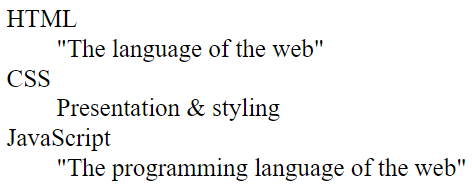 HTML
"The language of the web"
CSS
Presentation & styling
JavaScript
"The programming language of the web"